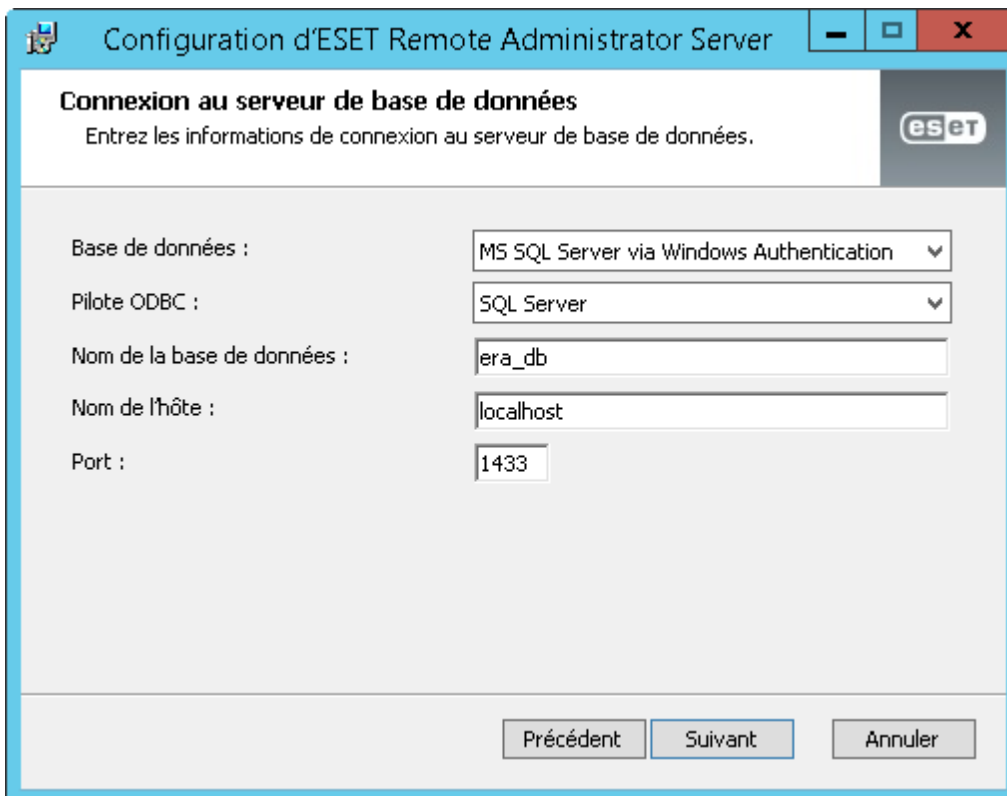 Configuration d'ESET Remote Administrator Server
Connexion au serveur de base de données
Entrez les informations de connexion au serveur de base de données.
eset
Base de données :
MS SQL Server via Windows Authentication
Pilote ODBC :
SQL Server
Nom de la base de données :
era_db
Nom de l'hôte :
localhost
Port :
1433
Précédent
Suivant
Annuler